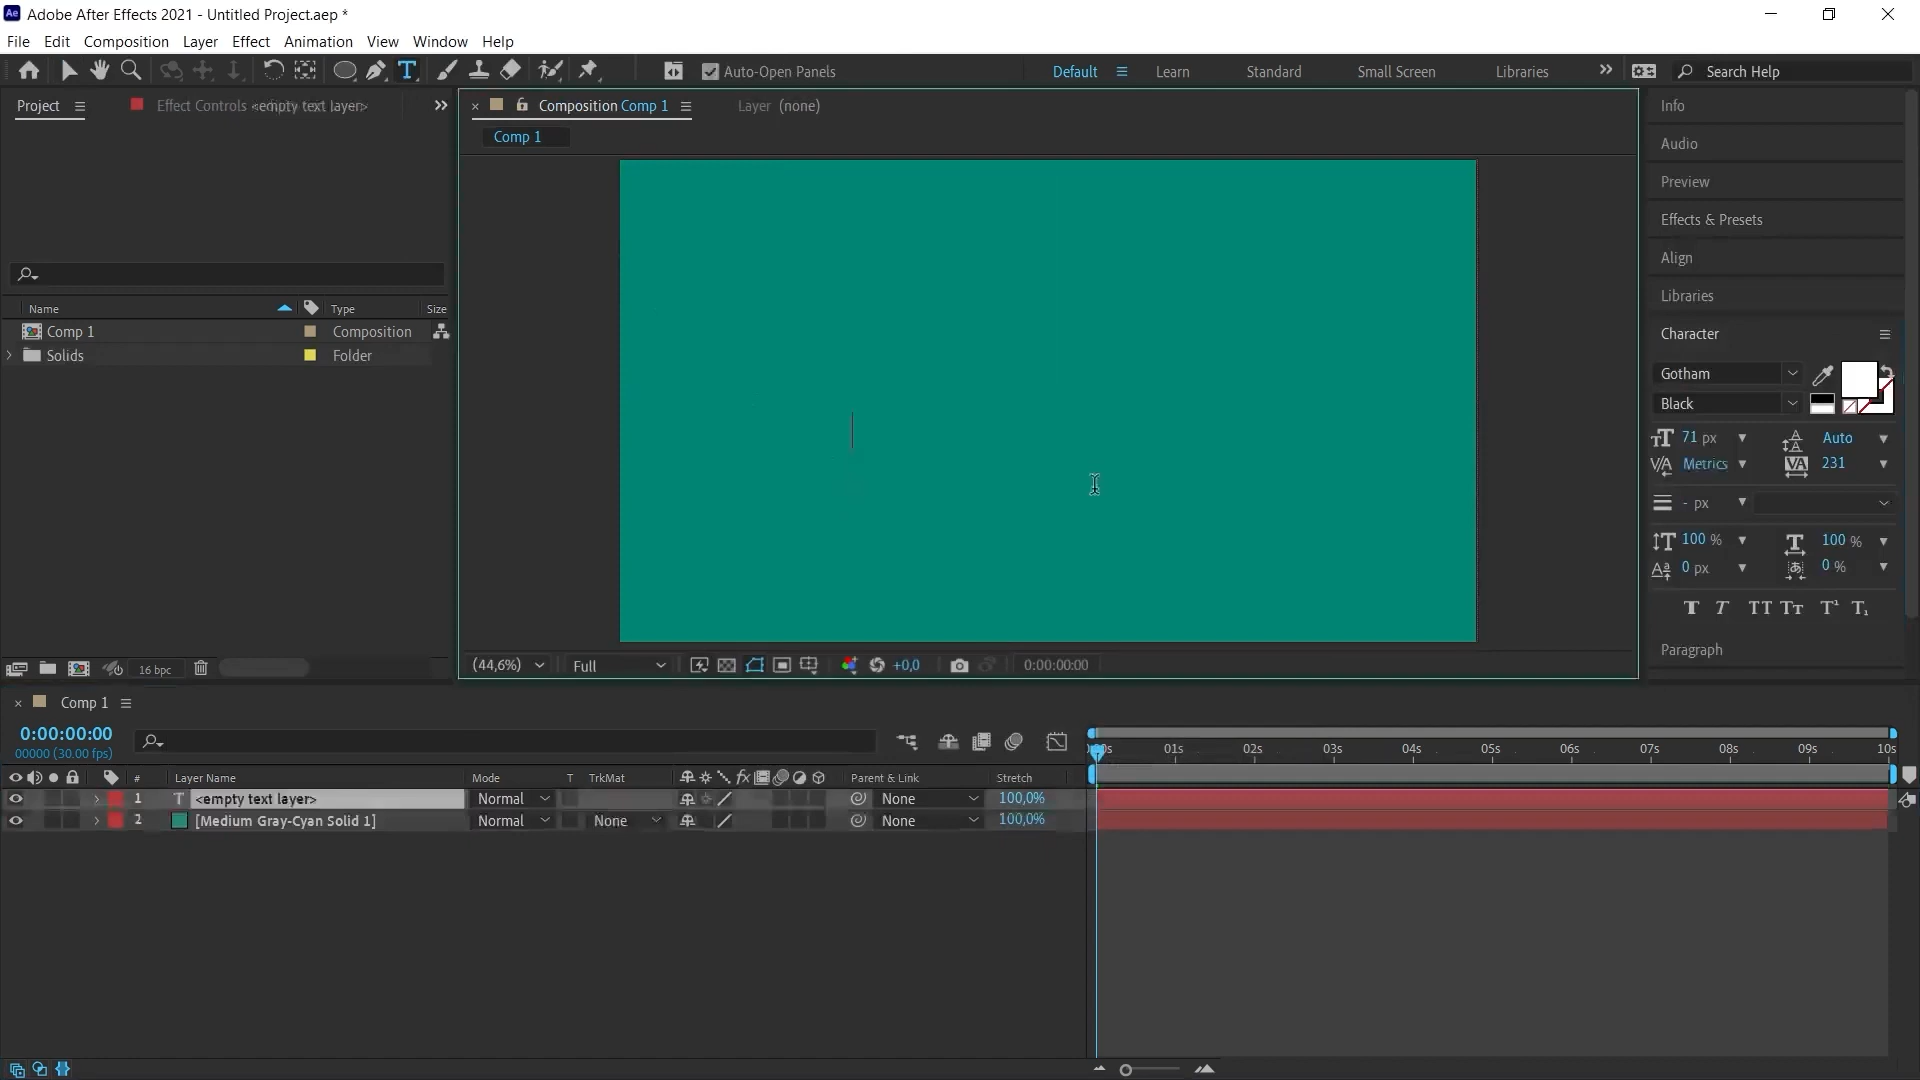 Adobe After Effects 2021 - Untitled Project.aep *
File Edit Composition Layer Effect Animation View Window Help
Auto-Open Panels Default Learn Standard Small Screen Libraries Search Help
Project Effect Controls <empty text layer> Composition Comp 1 Layer (none)
Comp 1
Info
Audio
Preview
Effects & Presets
Align
Libraries
Character
Name Type Size
Comp 1 Composition
Solids Folder
Gotham
Black
71 px Auto
Metrics 231
- px
100 % 100 %
0 px 0 %
Paragraph
16 bpc
(44,6%) Full +0,0 0:00:00:00
Comp 1
0:00:00:00
00000 (30.00 fps)
01s 02s 03s 04s 05s 06s 07s 08s 09s 10s
# Layer Name Mode T TrkMat fx Parent & Link Stretch
1 T <empty text layer> Normal None 100,0%
2 [Medium Gray-Cyan Solid 1] Normal None None 100,0%